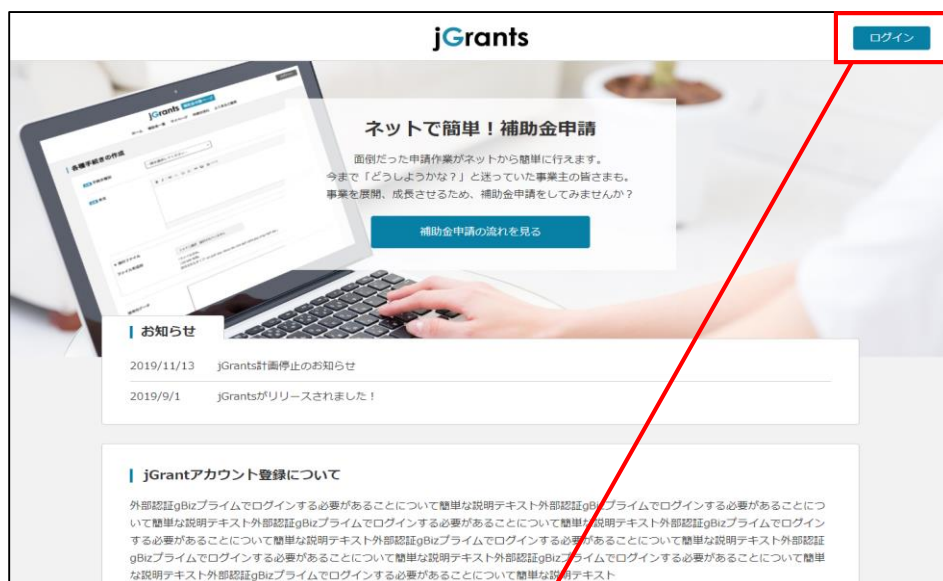 jGrants
ログイン
jGrants
各種手続きの作成
ネットで簡単！補助金申請
面倒だった申請作業がネットから簡単に行えます。
今まで「どうしようかな？」と迷っていた事業主の皆さまも。
事業を展開、成長させるため、補助金申請をしてみませんか？
補助金申請の流れを見る
お知らせ
2019/11/13 jGrants計画停止のお知らせ
2019/9/1 jGrantsがリリースされました！
jGrantアカウント登録について
外部認証gBizプライムでログインする必要があることについて簡単な説明テキスト外部認証gBizプライムでログインする必要があることにつ
いて簡単な説明テキスト外部認証gBizプライムでログインする必要があることについて簡単な説明テキスト外部認証gBizプライムでログイン
する必要があることについて簡単な説明テキスト外部認証gBizプライムでログインする必要があることについて簡単な説明テキスト外部認証
gBizプライムでログインする必要があることについて簡単な説明テキスト外部認証gBizプライムでログインする必要があることについて簡単
な説明テキスト外部認証gBizプライムでログインする必要があることについて簡単な説明テキスト